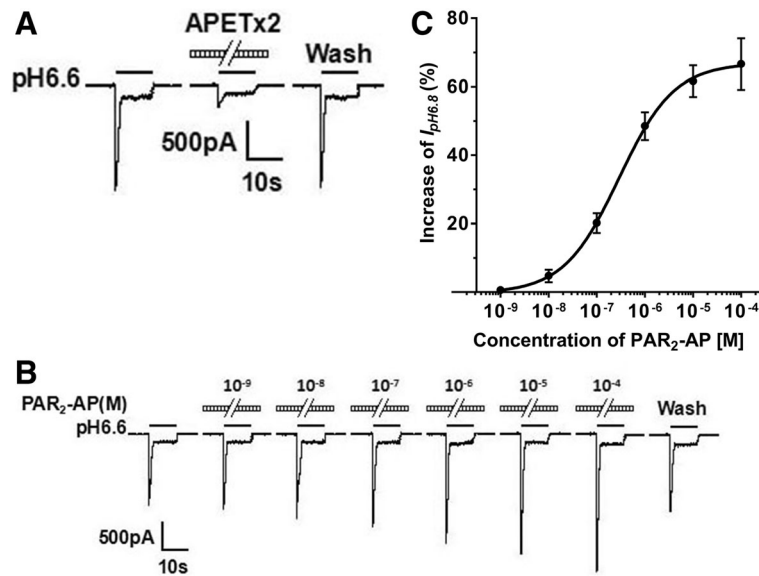 A
APETx2
Wash
pH6.6
500pA
10s
C
Increase of IpH6.8 (%)
80
60
40
20
10-9 10-8 10-7 10-6 10-5 10-4
Concentration of PAR2-AP [M]
B
10-9 10-8 10-7 10-6 10-5 10-4
PAR2-AP(M)
Wash
pH6.6
500pA
10s